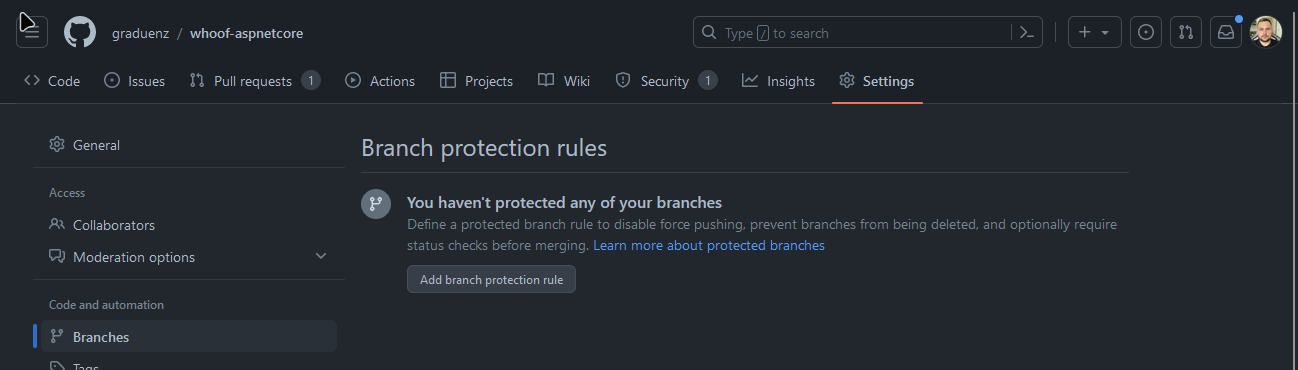 graduenz / whoof-aspnetcore
Type / to search
Code
Issues
Pull requests 1
Actions
Projects
Wiki
Security 1
Insights
Settings
General
Access
Collaborators
Moderation options
Code and automation
Branches
Tags
Branch protection rules
You haven't protected any of your branches
Define a protected branch rule to disable force pushing, prevent branches from being deleted, and optionally require
status checks before merging. Learn more about protected branches
Add branch protection rule